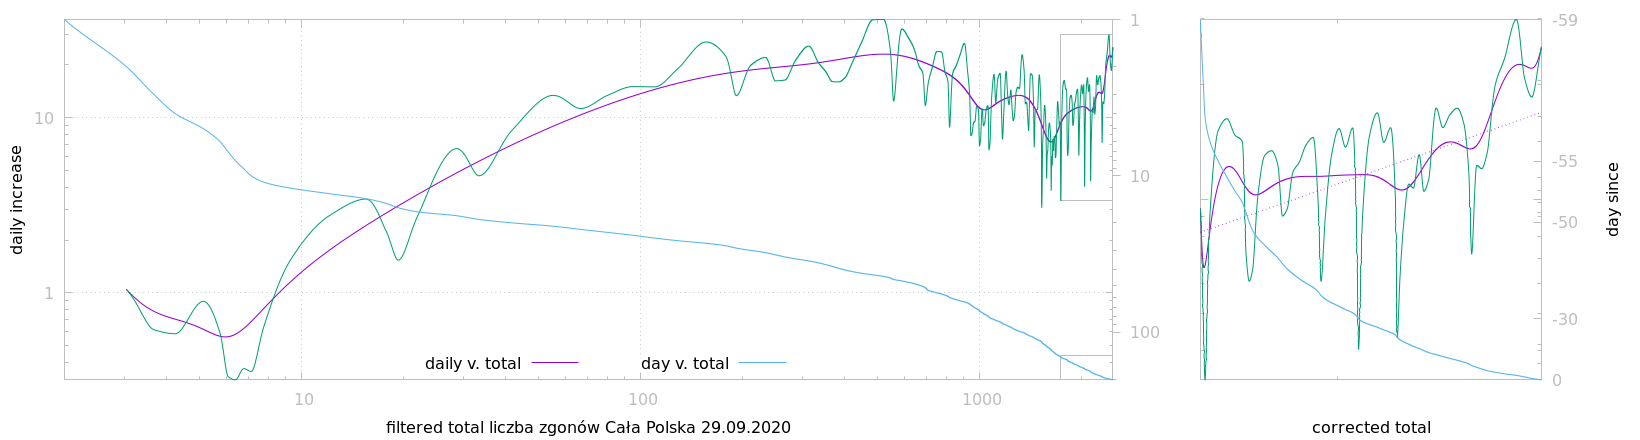 daily increase
10
1
daily v. total
day v. total
10
100
1000
filtered total liczba zgonów Cała Polska 29.09.2020
1
10
100
-59
-55
-50
-30
0
day since
corrected total